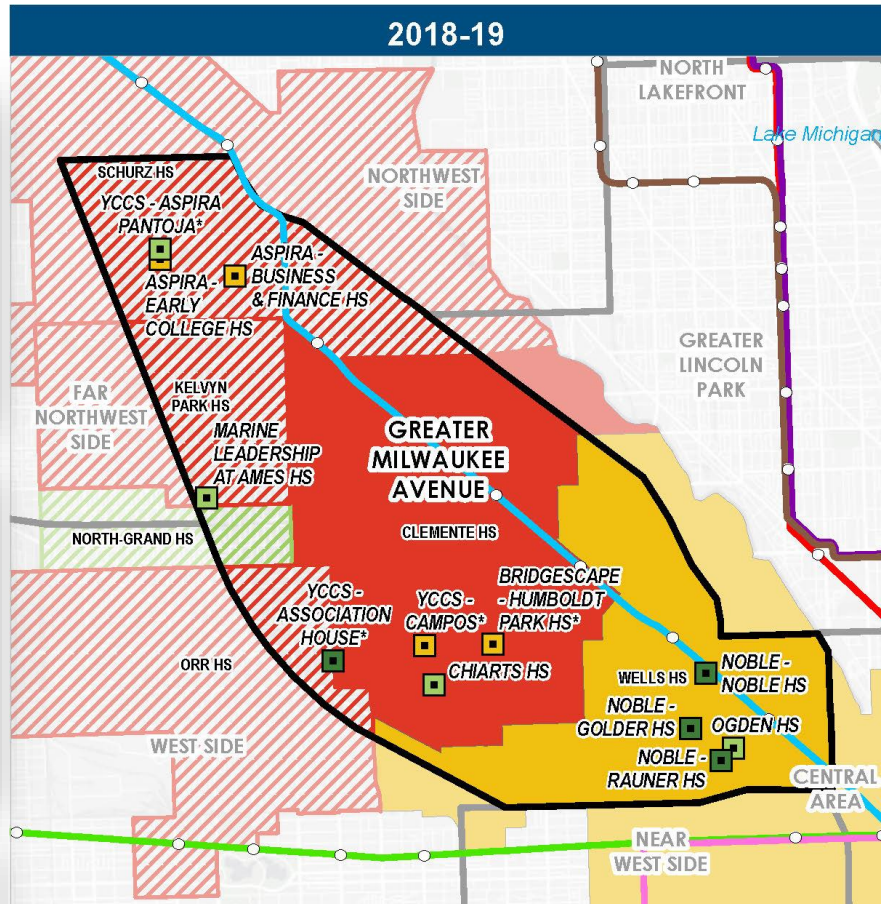 2018-19
NORTH
LAKEFRONT
Lake Michigan
SCHURZ HS
NORTHWEST
SIDE
YCCS - ASPIRA
PANTOJA*
ASPIRA -
BUSINESS
& FINANCE HS
ASPIRA -
EARLY
COLLEGE HS
GREATER
LINCOLN
PARK
FAR
NORTHWEST
SIDE
KELVYN
PARK HS
MARINE
LEADERSHIP
AT AMES HS
GREATER
MILWAUKEE
AVENUE
NORTH-GRAND HS
CLEMENTE HS
YCCS -
ASSOCIATION
HOUSE*
YCCS -
CAMPOS*
BRIDGESCAPE
- HUMBOLDT
PARK HS*
ORR HS
CHIARTS HS
WELLS HS
NOBLE -
NOBLE HS
NOBLE -
GOLDER HS
OGDEN HS
NOBLE -
RAUNER HS
WEST SIDE
CENTRAL
AREA
NEAR
WEST SIDE